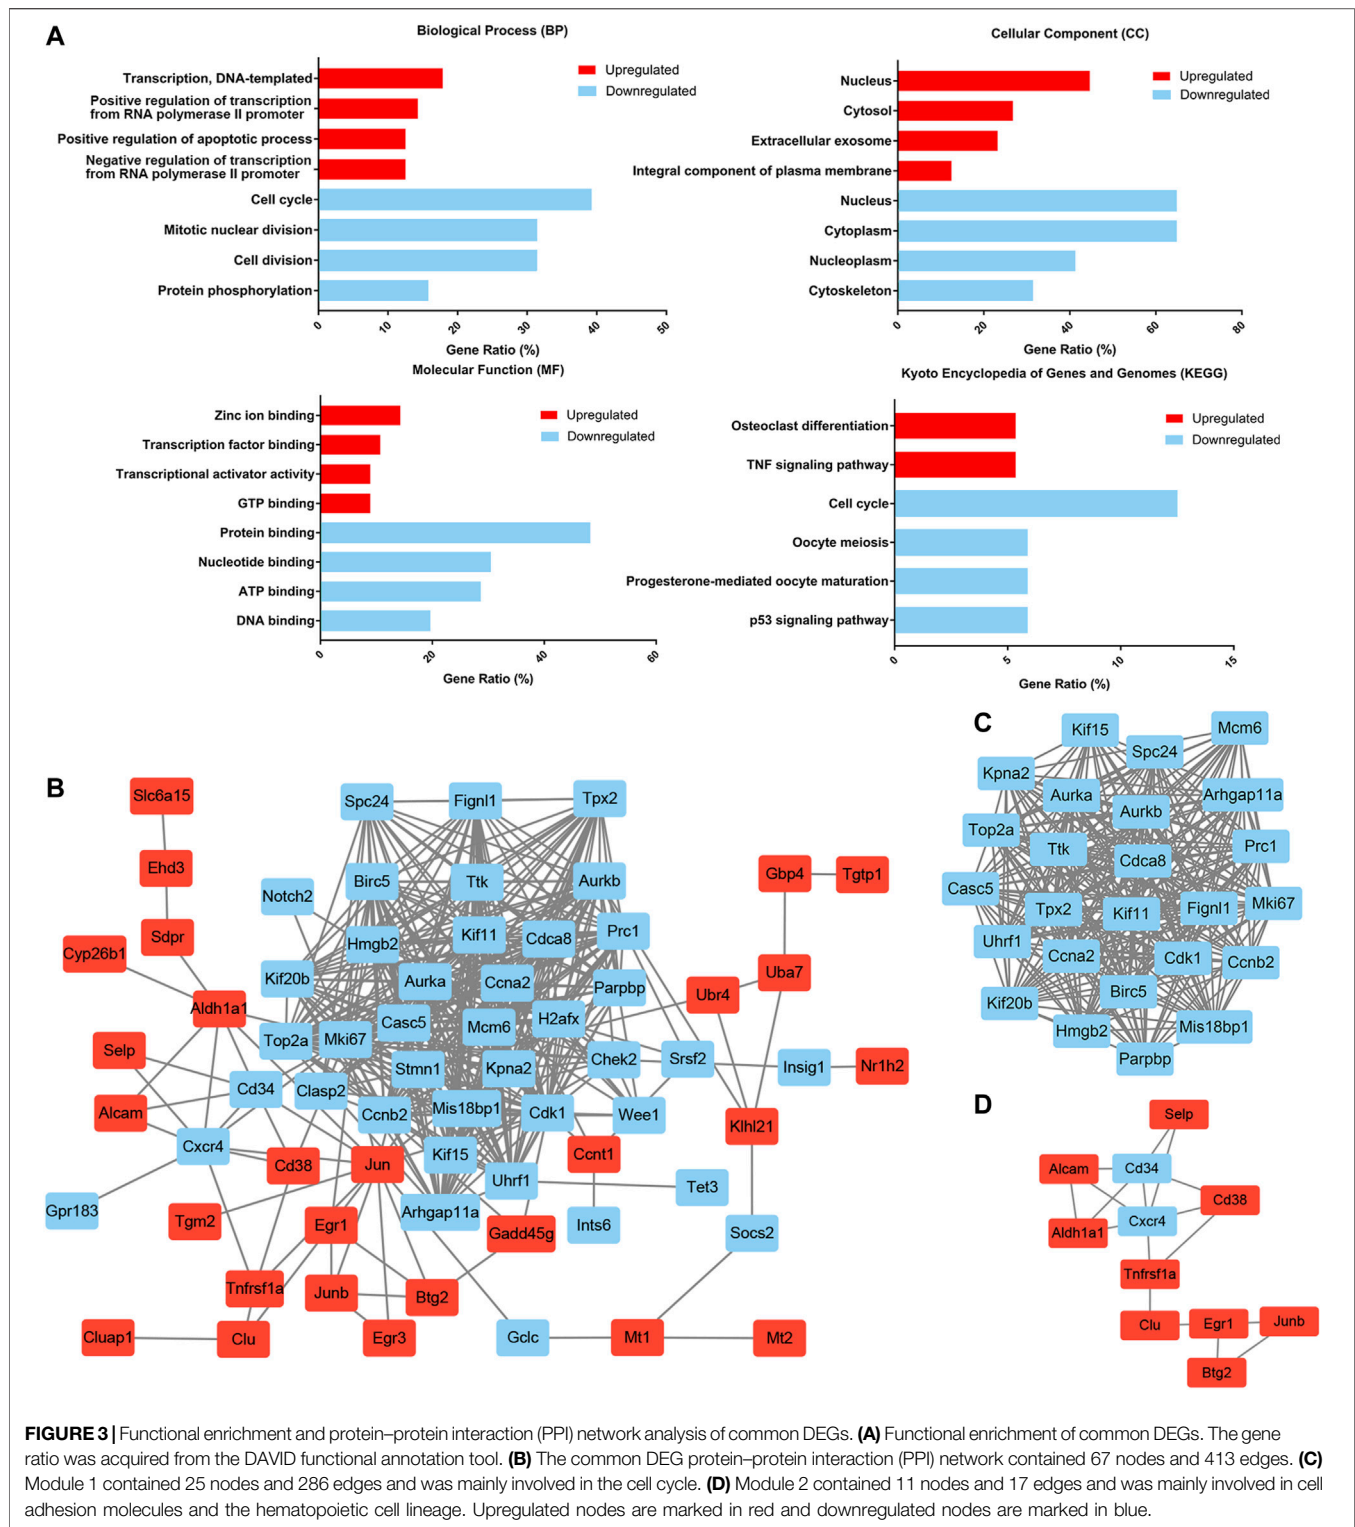 A
Biological Process (BP)
Upregulated
Downregulated
Transcription, DNA-templated
Positive regulation of transcription
from RNA polymerase II promoter
Positive regulation of apoptotic process
Negative regulation of transcription
from RNA polymerase II promoter
Cell cycle
Mitotic nuclear division
Cell division
Protein phosphorylation
0 10 20 30 40 50
Gene Ratio (%)
Cellular Component (CC)
Upregulated
Downregulated
Nucleus
Cytosol
Extracellular exosome
Integral component of plasma membrane
Nucleus
Cytoplasm
Nucleoplasm
Cytoskeleton
0 20 40 60 80
Gene Ratio (%)
Molecular Function (MF)
Upregulated
Downregulated
Zinc ion binding
Transcription factor binding
Transcriptional activator activity
GTP binding
Protein binding
Nucleotide binding
ATP binding
DNA binding
0 20 40 60
Gene Ratio (%)
Kyoto Encyclopedia of Genes and Genomes (KEGG)
Upregulated
Downregulated
Osteoclast differentiation
TNF signaling pathway
Cell cycle
Oocyte meiosis
Progesterone-mediated oocyte maturation
p53 signaling pathway
0 5 10 15
Gene Ratio (%)
B
Slc6a15
Spc24
Fignl1
Tpx2
Ehd3
Notch2
Birc5
Ttk
Aurkb
Gbp4
Tgtp1
Sdpr
Cyp26b1
Hmgb2
Kif11
Cdca8
Prc1
Kif20b
Aurka
Ccna2
Parpbp
Uba7
Ubr4
Aldh1a1
Top2a
Mki67
Casc5
Mcm6
H2afx
Selp
Stmn1
Kpna2
Chek2
Srsf2
Insig1
Nr1h2
Cd34
Clasp2
Alcam
Ccnb2
Mis18bp1
Cdk1
Wee1
Klhl21
Cxcr4
Cd38
Jun
Kif15
Ccnt1
Uhrf1
Tet3
Gpr183
Tgm2
Egr1
Arhgap11a
Gadd45g
Ints6
Socs2
Tnfrsf1a
Junb
Btg2
Cluap1
Clu
Egr3
Gclc
Mt1
Mt2
C
Kif15
Mcm6
Spc24
Kpna2
Aurka
Arhgap11a
Aurkb
Top2a
Ttk
Prc1
Cdca8
Casc5
Tpx2
Kif11
Fignl1
Mki67
Uhrf1
Ccna2
Cdk1
Ccnb2
Birc5
Kif20b
Hmgb2
Mis18bp1
Parpbp
D
Selp
Alcam
Cd34
Cd38
Aldh1a1
Cxcr4
Tnfrsf1a
Clu
Egr1
Junb
Btg2
FIGURE 3 | Functional enrichment and protein–protein interaction (PPI) network analysis of common DEGs. (A) Functional enrichment of common DEGs. The gene
ratio was acquired from the DAVID functional annotation tool. (B) The common DEG protein–protein interaction (PPI) network contained 67 nodes and 413 edges. (C)
Module 1 contained 25 nodes and 286 edges and was mainly involved in the cell cycle. (D) Module 2 contained 11 nodes and 17 edges and was mainly involved in cell
adhesion molecules and the hematopoietic cell lineage. Upregulated nodes are marked in red and downregulated nodes are marked in blue.